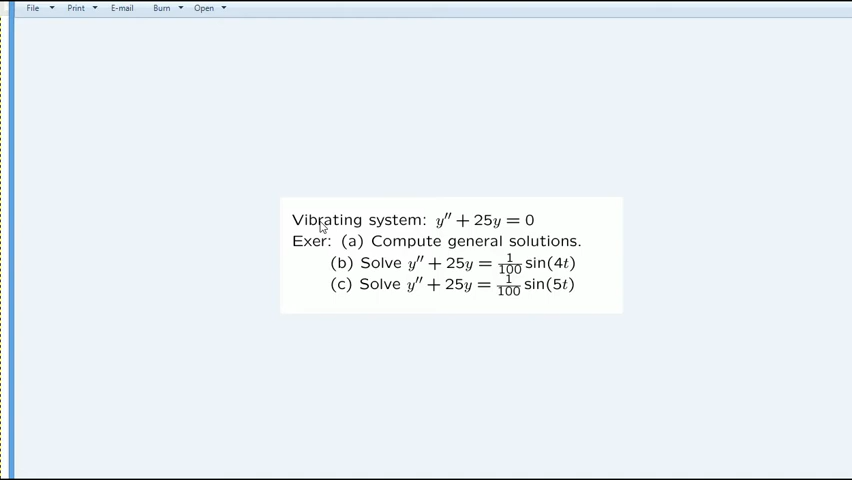 File Print E-mail Burn Open
Vibrating system: y″ + 25y = 0
Exer: (a) Compute general solutions.
(b) Solve y″ + 25y = 1/100 sin(4t)
(c) Solve y″ + 25y = 1/100 sin(5t)